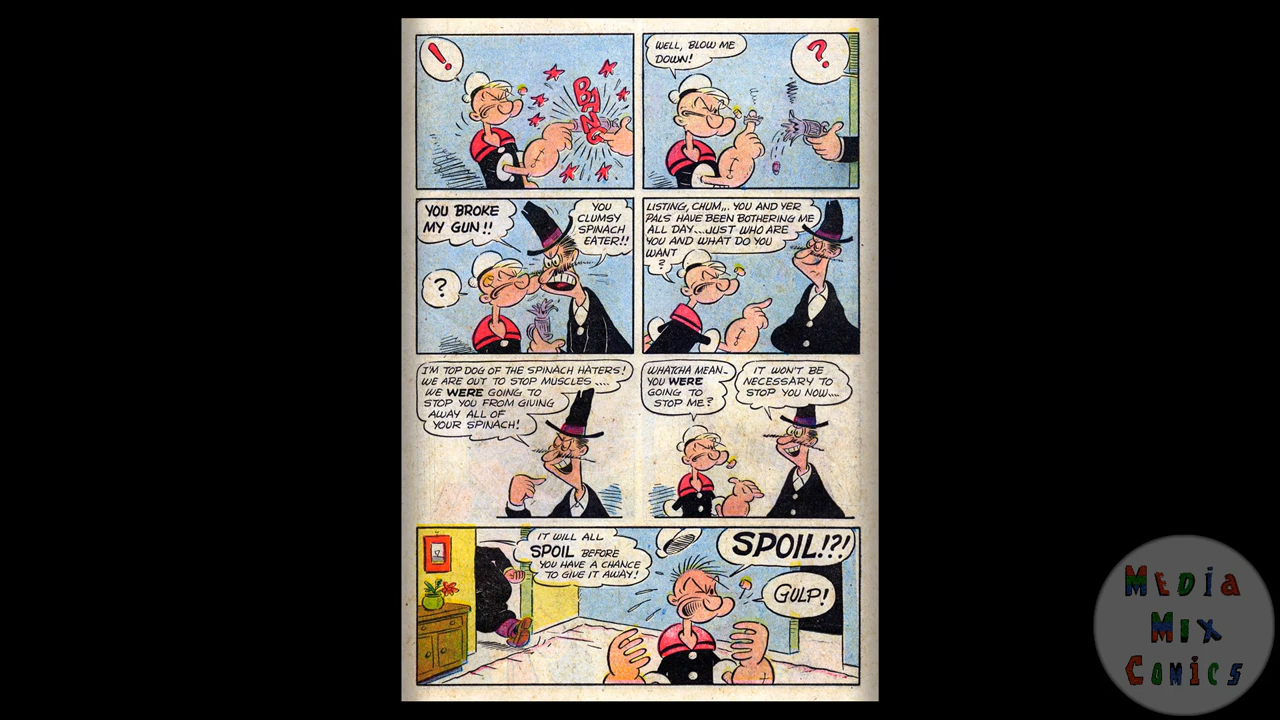 !
BANG
WELL, BLOW ME
DOWN!
?
YOU BROKE
MY GUN!!
YOU
CLUMSY
SPINACH
EATER!!
?
LISTING, CHUM,.. YOU AND YER
PALS HAVE BEEN BOTHERING ME
ALL DAY...JUST WHO ARE
YOU AND WHAT DO YOU
WANT
?
I'M TOP DOG OF THE SPINACH HATERS!
WE ARE OUT TO STOP MUSCLES ....
WE WERE GOING TO
STOP YOU FROM GIVING
AWAY ALL OF
YOUR SPINACH!
WHATCHA MEAN-
YOU WERE
GOING TO
STOP ME?
IT WON'T BE
NECESSARY TO
STOP YOU NOW....
IT WILL ALL
SPOIL BEFORE
YOU HAVE A CHANCE
TO GIVE IT AWAY!
SPOIL!?!
GULP!
MEDIA
MIX
COMICS